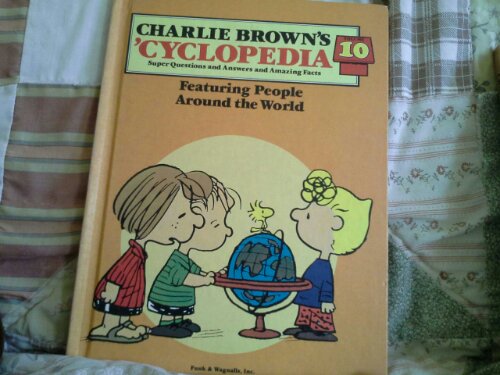 CHARLIE BROWN'S
'CYCLOPEDIA
Super Questions and Answers and Amazing Facts
VOLUME
10
Featuring People
Around the World
Funk & Wagnalls, Inc.